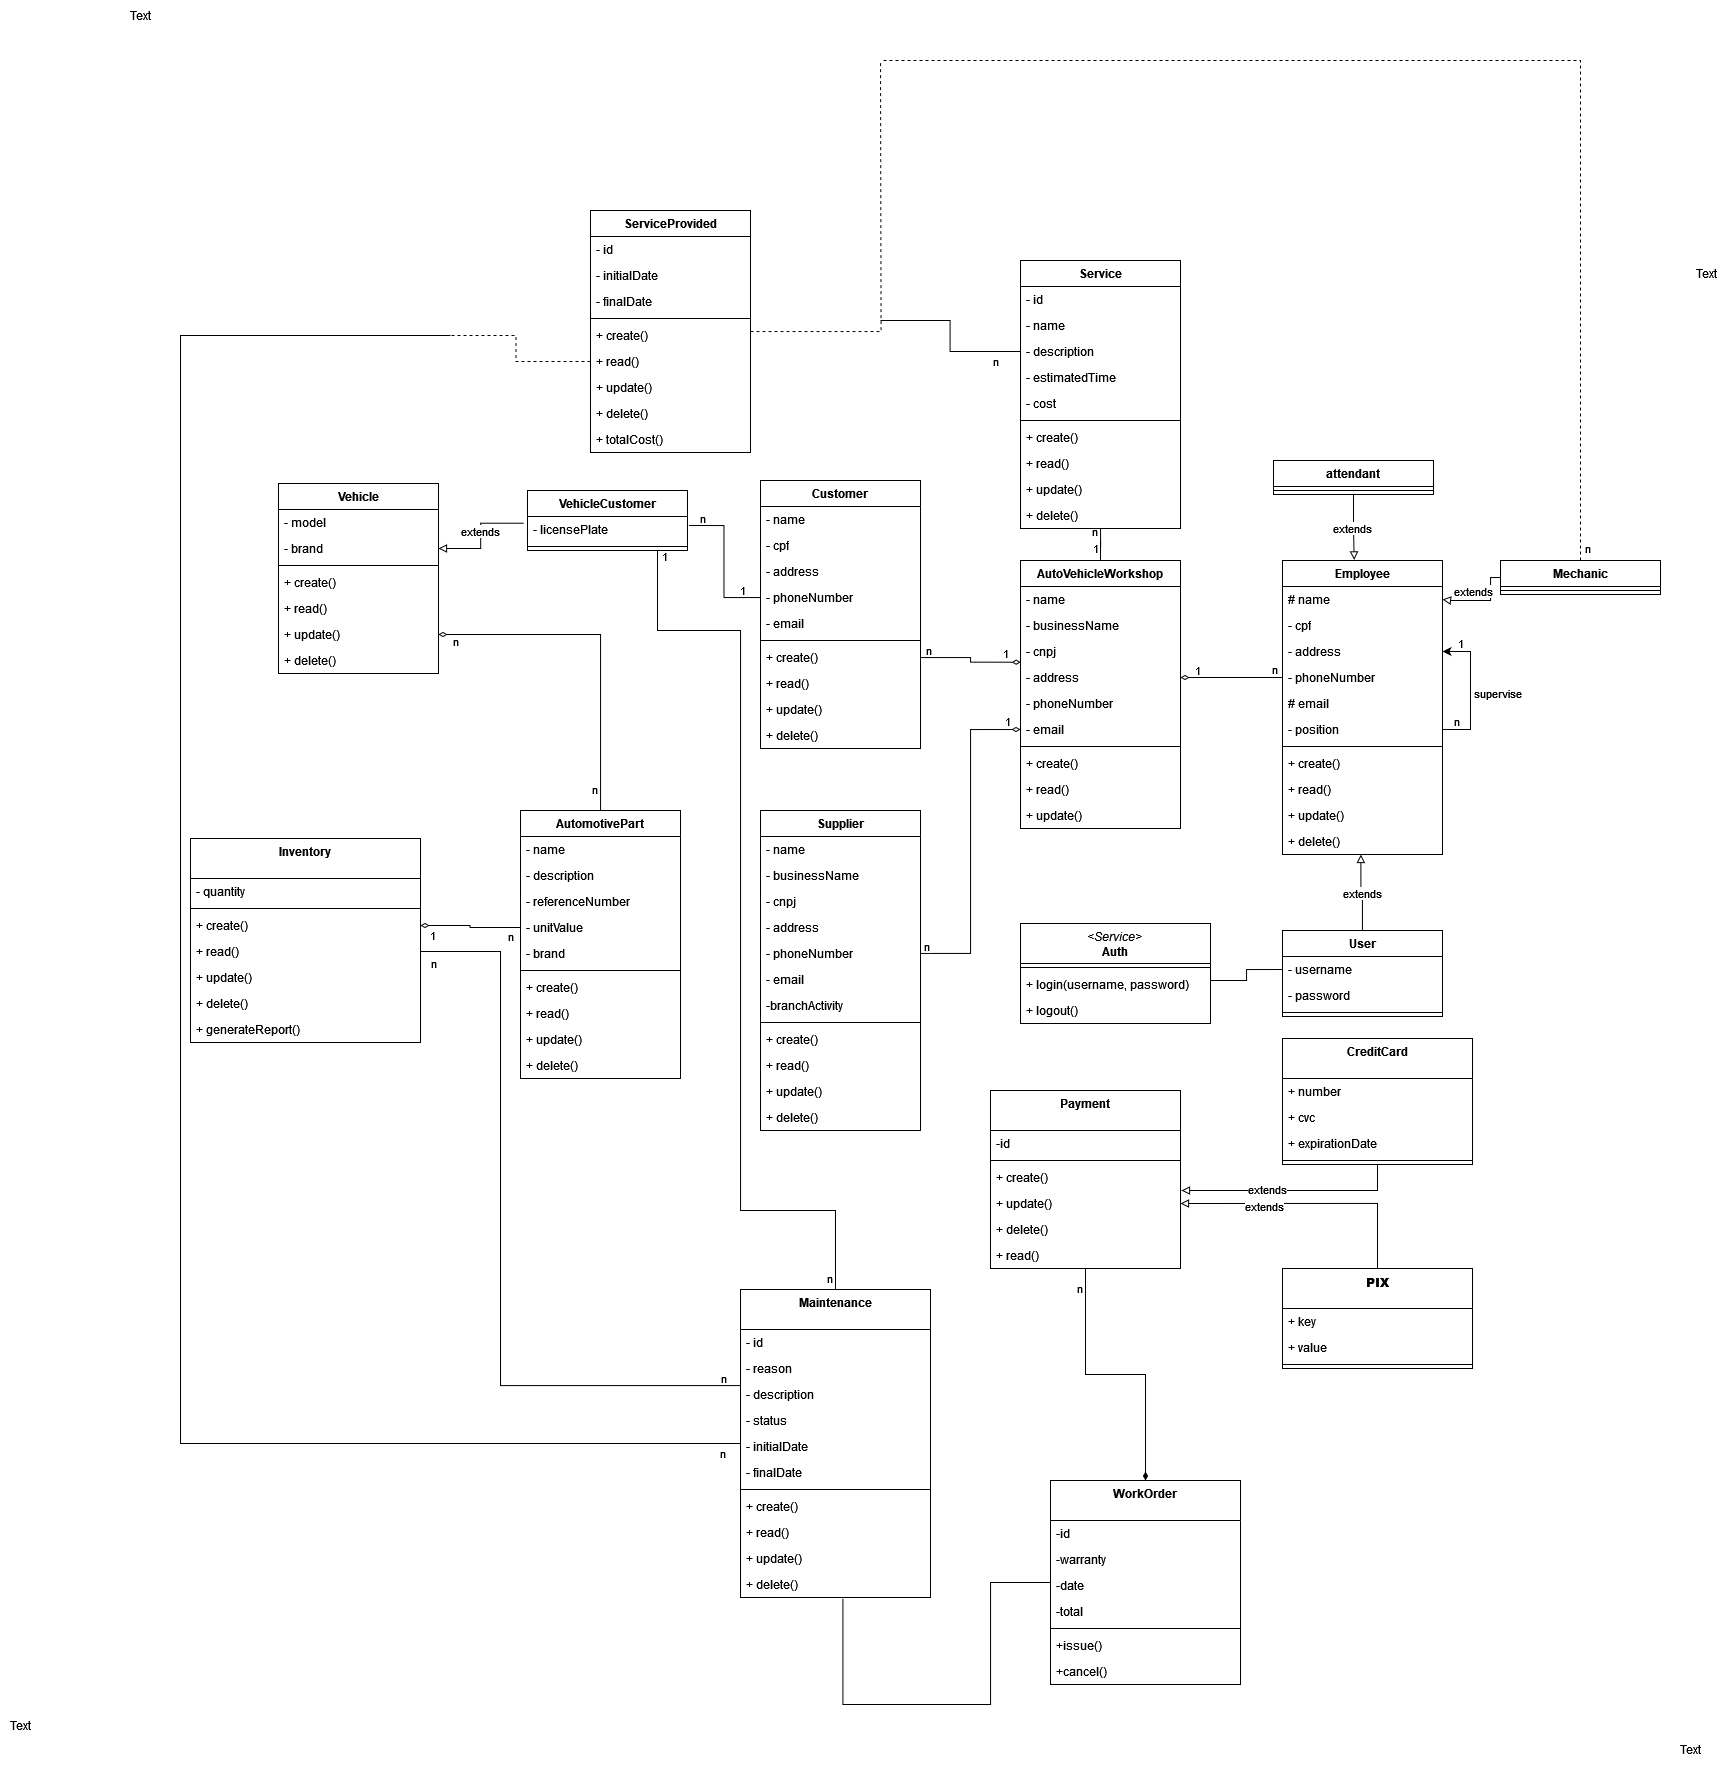 Text
ServiceProvided
- id
- initialDate
- finalDate
+ create()
+ read()
+ update()
+ delete()
+ totalCost()
Service
- id
- name
- description
- estimatedTime
- cost
+ create()
+ read()
+ update()
+ delete()
n
Text
Vehicle
- model
- brand
+ create()
+ read()
+ update()
+ delete()
n
extends
VehicleCustomer
- licensePlate
n
1
1
Customer
- name
- cpf
- address
- phoneNumber
- email
+ create()
+ read()
+ update()
+ delete()
n
1
n
1
AutoVehicleWorkshop
- name
- businessName
- cnpj
- address
- phoneNumber
- email
+ create()
+ read()
+ update()
1
1
n
attendant
extends
Employee
# name
- cpf
- address
- phoneNumber
# email
- position
+ create()
+ read()
+ update()
+ delete()
n
Mechanic
extends
1
supervise
n
Inventory
- quantity
+ create()
+ read()
+ update()
+ delete()
+ generateReport()
1
n
n
n
AutomotivePart
- name
- description
- referenceNumber
- unitValue
- brand
+ create()
+ read()
+ update()
+ delete()
Supplier
- name
- businessName
- cnpj
- address
- phoneNumber
- email
-branchActivity
+ create()
+ read()
+ update()
+ delete()
n
<Service>
Auth
+ login(username, password)
+ logout()
extends
User
- username
- password
Payment
-id
+ create()
+ update()
+ delete()
+ read()
n
CreditCard
+ number
+ cvc
+ expirationDate
extends
extends
PIX
+ key
+ value
n
Maintenance
- id
- reason
- description
- status
- initialDate
- finalDate
+ create()
+ read()
+ update()
+ delete()
n
n
WorkOrder
-id
-warranty
-date
-total
+issue()
+cancel()
Text
Text